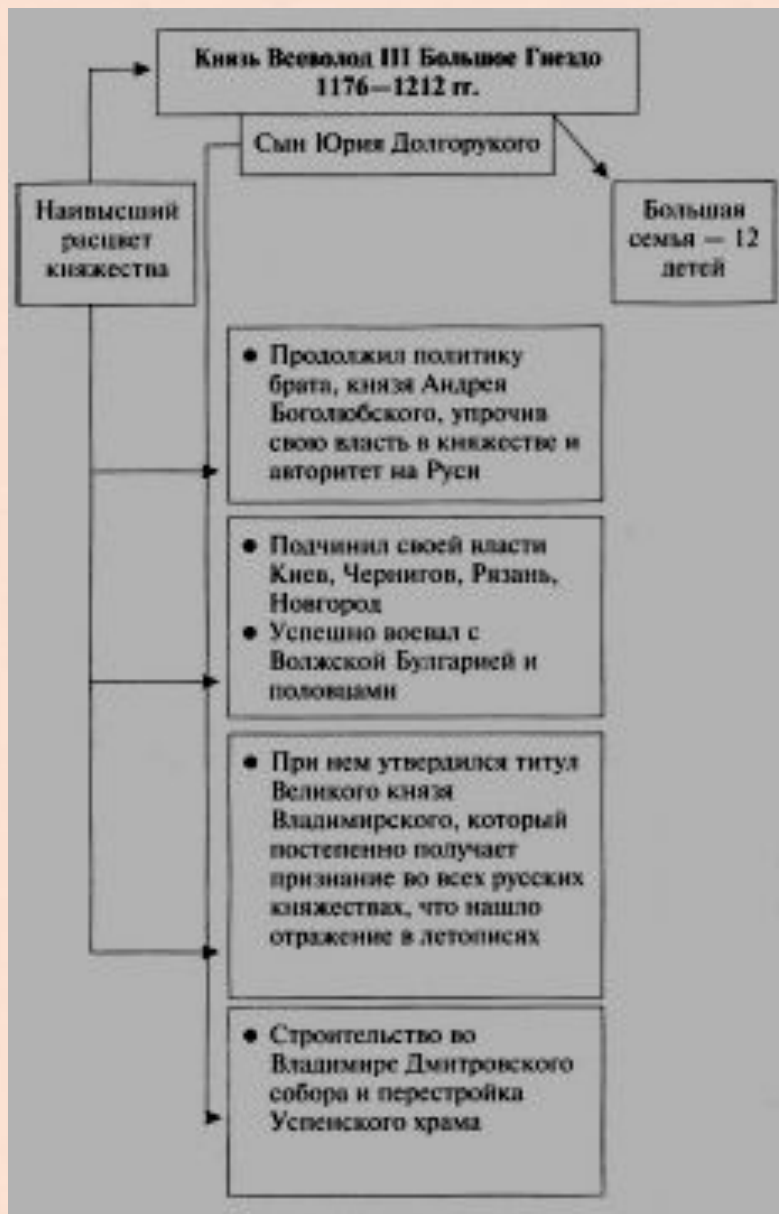 Князь Всеволод III Большое Гнездо
1176—1212 гг.
Сын Юрия Долгорукого
Наивысший
расцвет
княжества
Большая
семья — 12
детей
● Продолжил политику
брата, князя Андрея
Боголюбского, упрочив
свою власть в княжестве и
авторитет на Руси
● Подчинил своей власти
Киев, Чернигов, Рязань,
Новгород
● Успешно воевал с
Волжской Булгарией и
половцами
● При нем утвердился титул
Великого князя
Владимирского, который
постепенно получает
признание во всех русских
княжествах, что нашло
отражение в летописях
● Строительство во
Владимире Дмитровского
собора и перестройка
Успенского храма